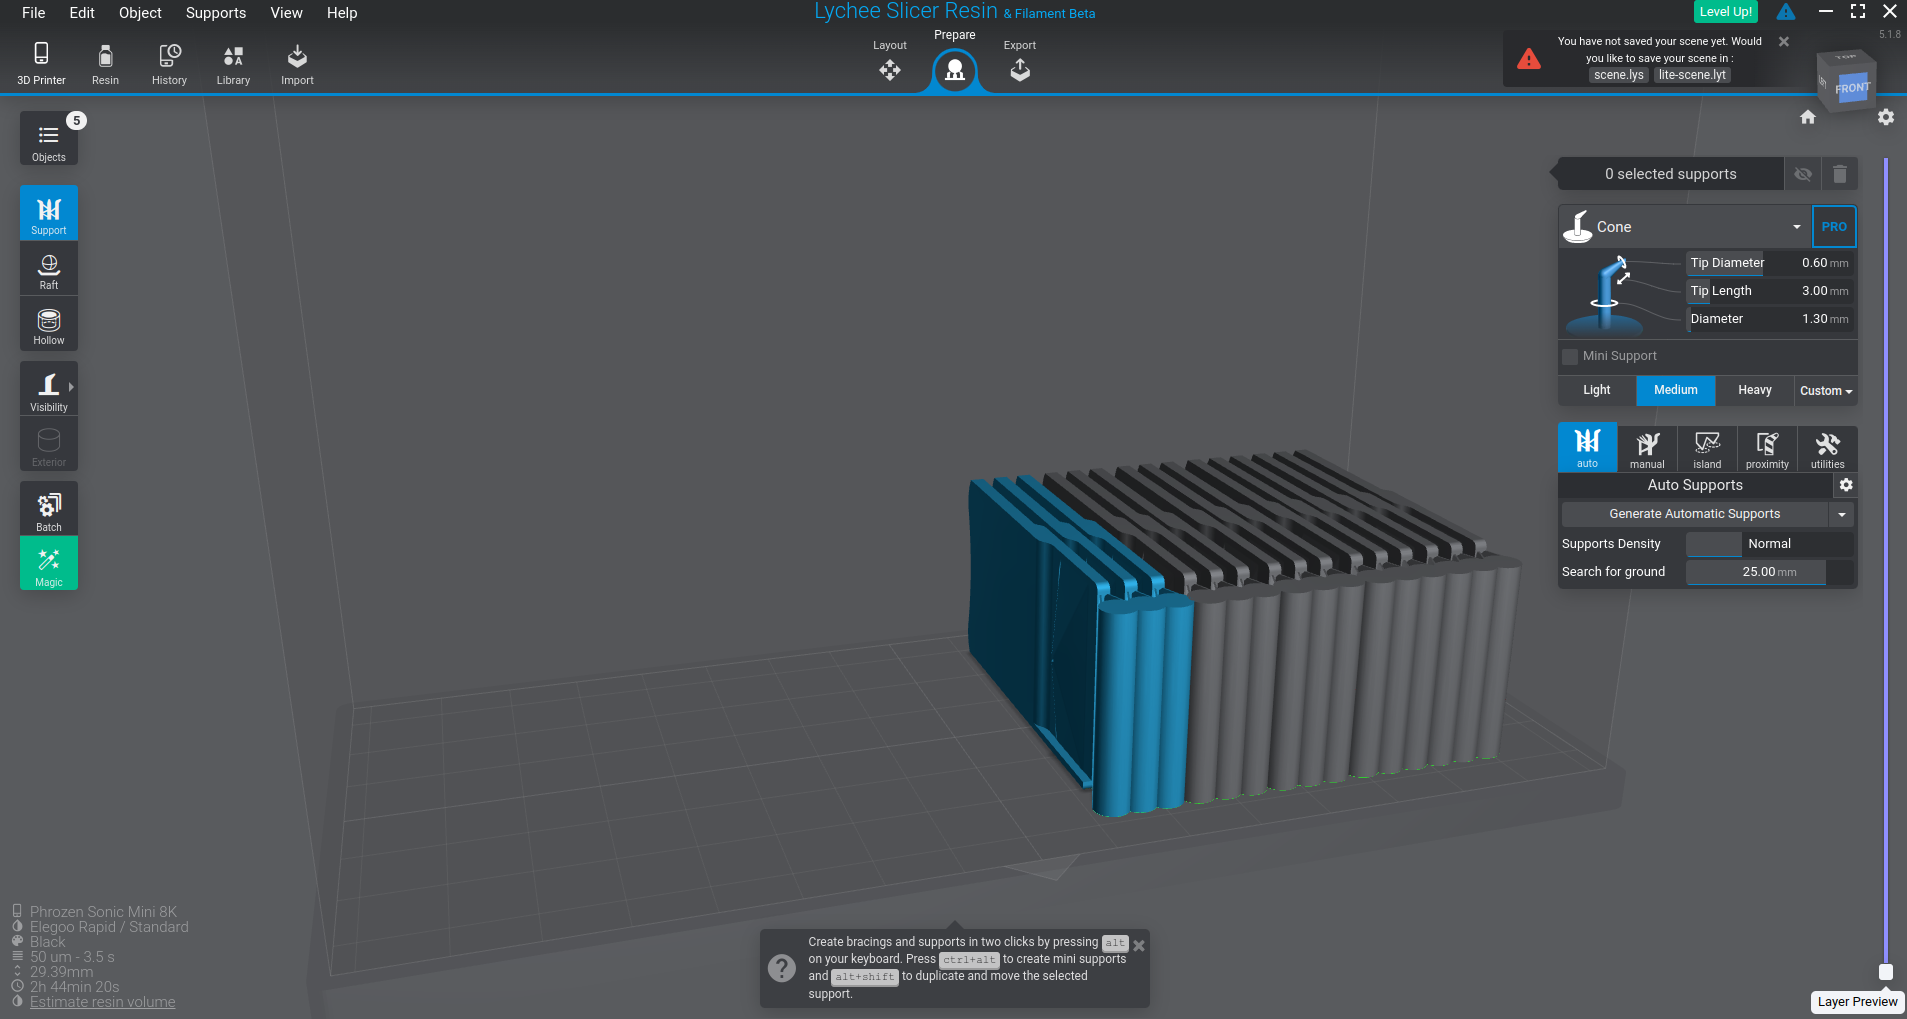 File Edit Object Supports View Help
Lychee Slicer Resin & Filament Beta
Level Up!
5.1.8
3D Printer Resin History Library Import
Layout Prepare Export
You have not saved your scene yet. Would
you like to save your scene in :
scene.lys lite-scene.lyt
TOP
FRONT
5
Objects
Support
Raft
Hollow
Visibility
Exterior
Batch
Magic
0 selected supports
Cone PRO
Tip Diameter 0.60 mm
Tip Length 3.00 mm
Diameter 1.30 mm
Mini Support
Light Medium Heavy Custom
auto manual island proximity utilities
Auto Supports
Generate Automatic Supports
Supports Density Normal
Search for ground 25.00 mm
Phrozen Sonic Mini 8K
Elegoo Rapid / Standard
Black
50 um - 3.5 s
29.39mm
2h 44min 20s
Estimate resin volume
Create bracings and supports in two clicks by pressing alt
on your keyboard. Press ctrl+alt to create mini supports
and alt+shift to duplicate and move the selected
support.
Layer Preview